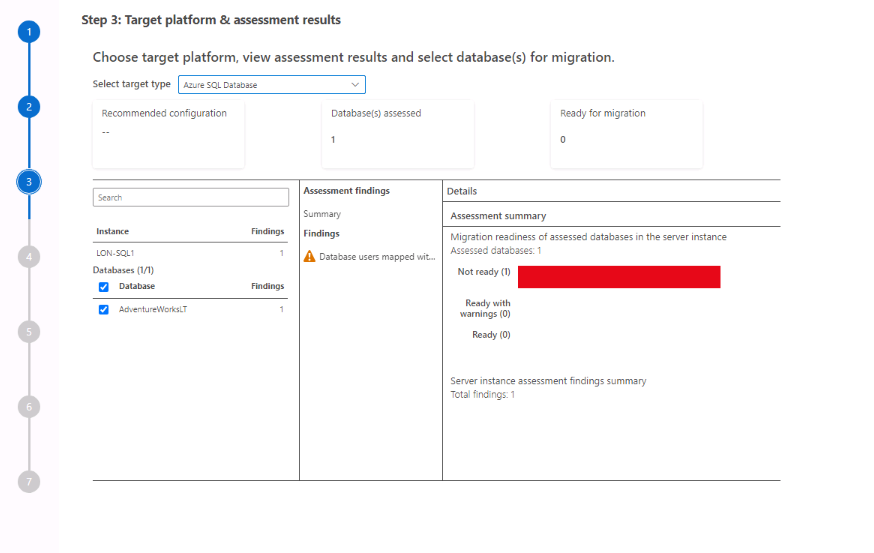 Step 3: Target platform & assessment results
1
Choose target platform, view assessment results and select database(s) for migration.
Select target type
Azure SQL Database
2
Recommended configuration
--
Database(s) assessed
1
Ready for migration
0
3
Search
Instance Findings
LON-SQL1 1
Databases (1/1)
Database Findings
AdventureWorksLT 1
Assessment findings
Summary
Findings
Database users mapped wit...
Details
Assessment summary
Migration readiness of assessed databases in the server instance
Assessed databases: 1
Not ready (1)
Ready with
warnings (0)
Ready (0)
Server instance assessment findings summary
Total findings: 1
4
5
6
7